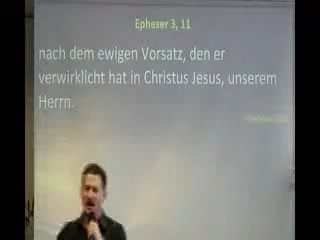 Epheser 3, 11
nach dem ewigen Vorsatz, den er
verwirklicht hat in Christus Jesus, unserem
Herrn.